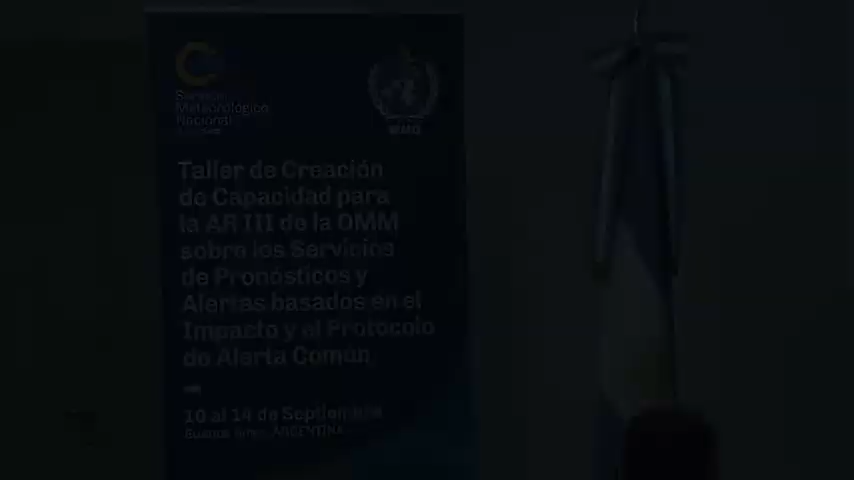 Servicio
Meteorológico
Nacional
WMO
Taller de Creación
de Capacidad para
la AR III de la OMM
sobre los Servicios
de Pronósticos y
Alertas basados en el
Impacto y el Protocolo
de Alerta Común
10 al 14 de Septiembre
Buenos Aires, ARGENTINA